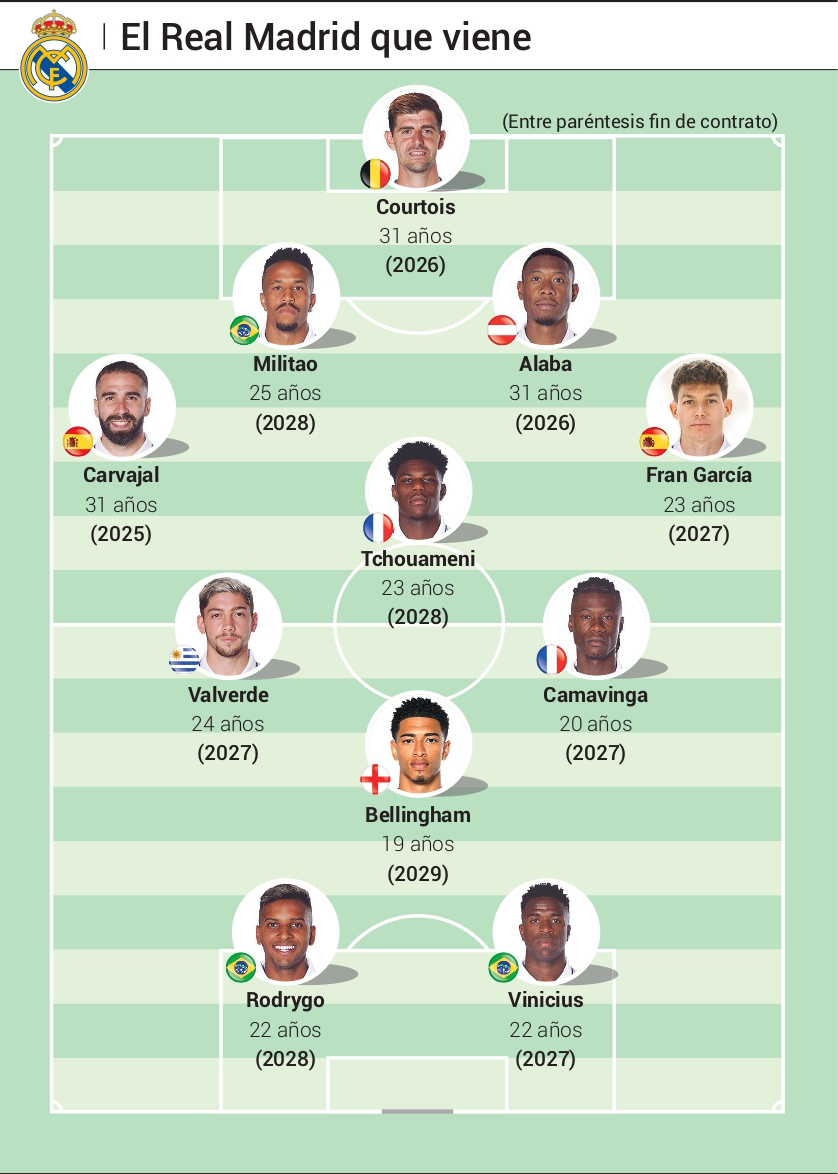 El Real Madrid que viene
(Entre paréntesis fin de contrato)
Courtois
31 años
(2026)
Militao
25 años
(2028)
Alaba
31 años
(2026)
Carvajal
31 años
(2025)
Fran García
23 años
(2027)
Tchouameni
23 años
(2028)
Valverde
24 años
(2027)
Camavinga
20 años
(2027)
Bellingham
19 años
(2029)
Rodrygo
22 años
(2028)
Vinicius
22 años
(2027)